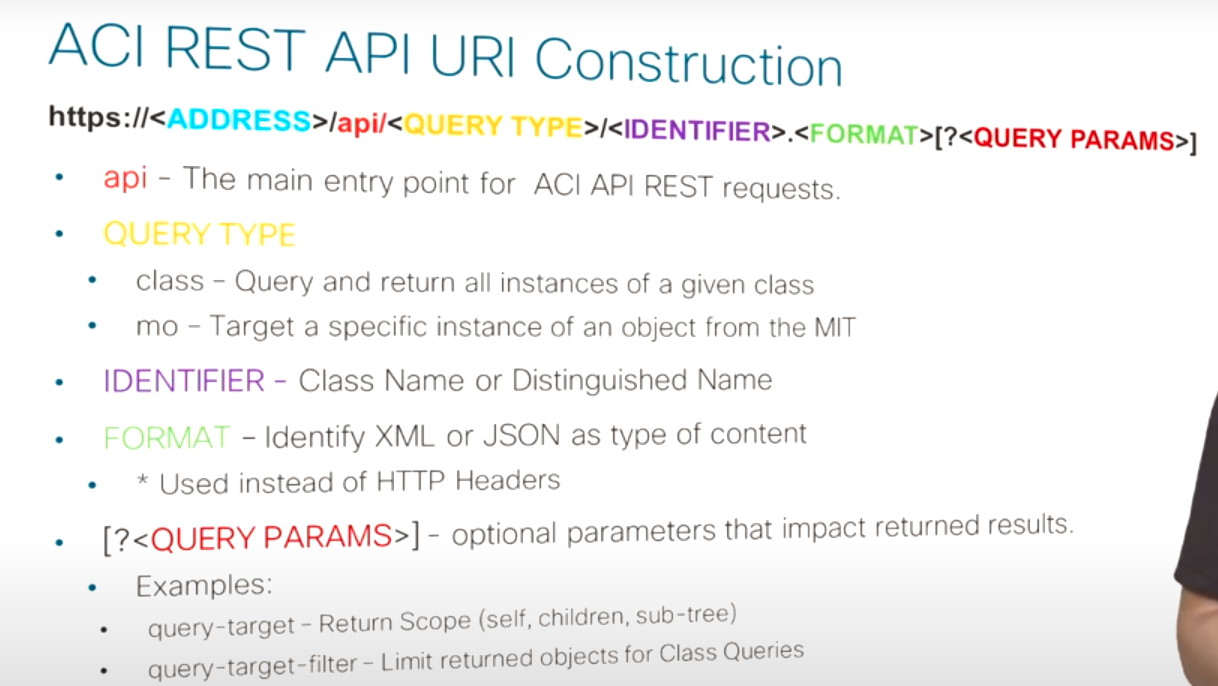 ACI REST API URI Construction
https://<ADDRESS>/api/<QUERY TYPE>/<IDENTIFIER>.<FORMAT>[?<QUERY PARAMS>]
• api – The main entry point for ACI API REST requests.
• QUERY TYPE
• class – Query and return all instances of a given class
• mo – Target a specific instance of an object from the MIT
• IDENTIFIER – Class Name or Distinguished Name
• FORMAT – Identify XML or JSON as type of content
• * Used instead of HTTP Headers
• [?<QUERY PARAMS>] – optional parameters that impact returned results.
• Examples:
• query-target – Return Scope (self, children, sub-tree)
• query-target-filter – Limit returned objects for Class Queries